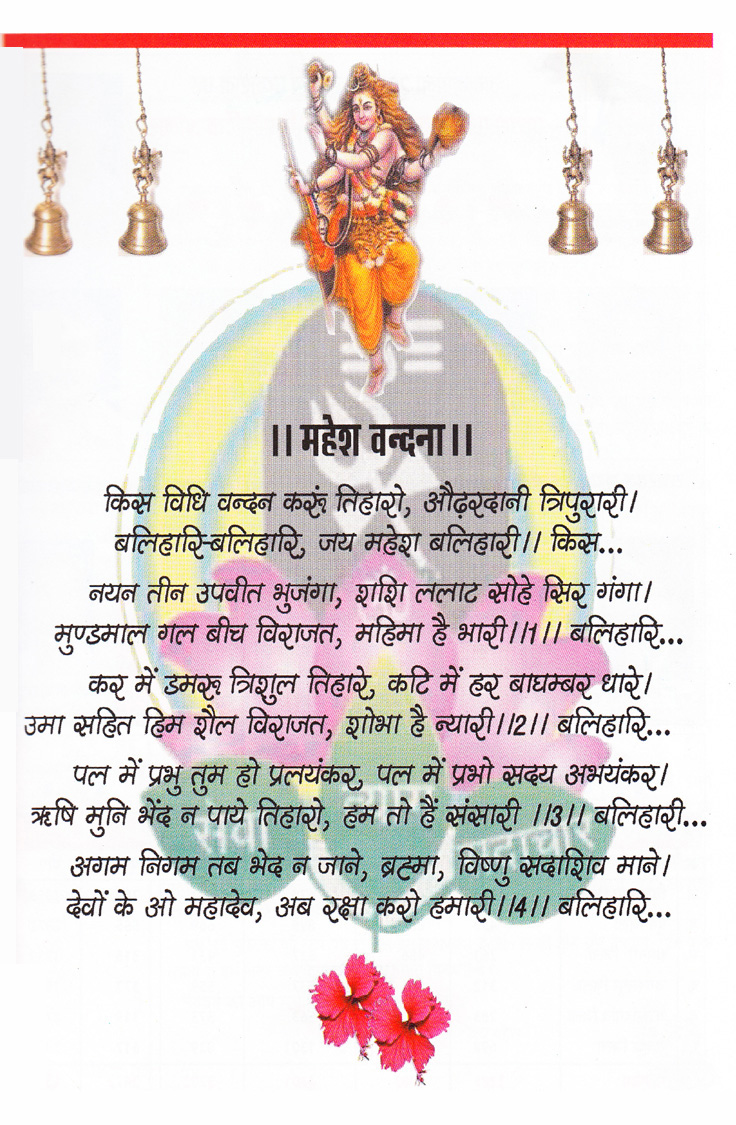 ।। महेश वन्दना ।।
किस विधि वन्दन करूं तिहारो, औढ़रदानी त्रिपुरारी।
बलिहारि-बलिहारि, जय महेश बलिहारी।। किस...
नयन तीन उपवीत भुजंगा, शशि ललाट सोहे सिर गंगा।
मुण्डमाल गल बीच विराजत, महिमा है भारी।।1।। बलिहारि...
कर में डमरू त्रिशुल तिहारे, कटि में हर बाघम्बर धारे।
उमा सहित हिम शैल विराजत, शोभा है न्यारी।।2।। बलिहारि...
पल में प्रभु तुम हो प्रलयंकर, पल में प्रभो सदय अभयंकर।
ऋषि मुनि भेंद न पाये तिहारो, हम तो हैं संसारी ।।3।। बलिहारी...
सेवा त्याग सदाचार
अगम निगम तब भेद न जाने, ब्रह्मा, विष्णु सदाशिव माने।
देवों के ओ महादेव, अब रक्षा करो हमारी।।4।। बलिहारि...